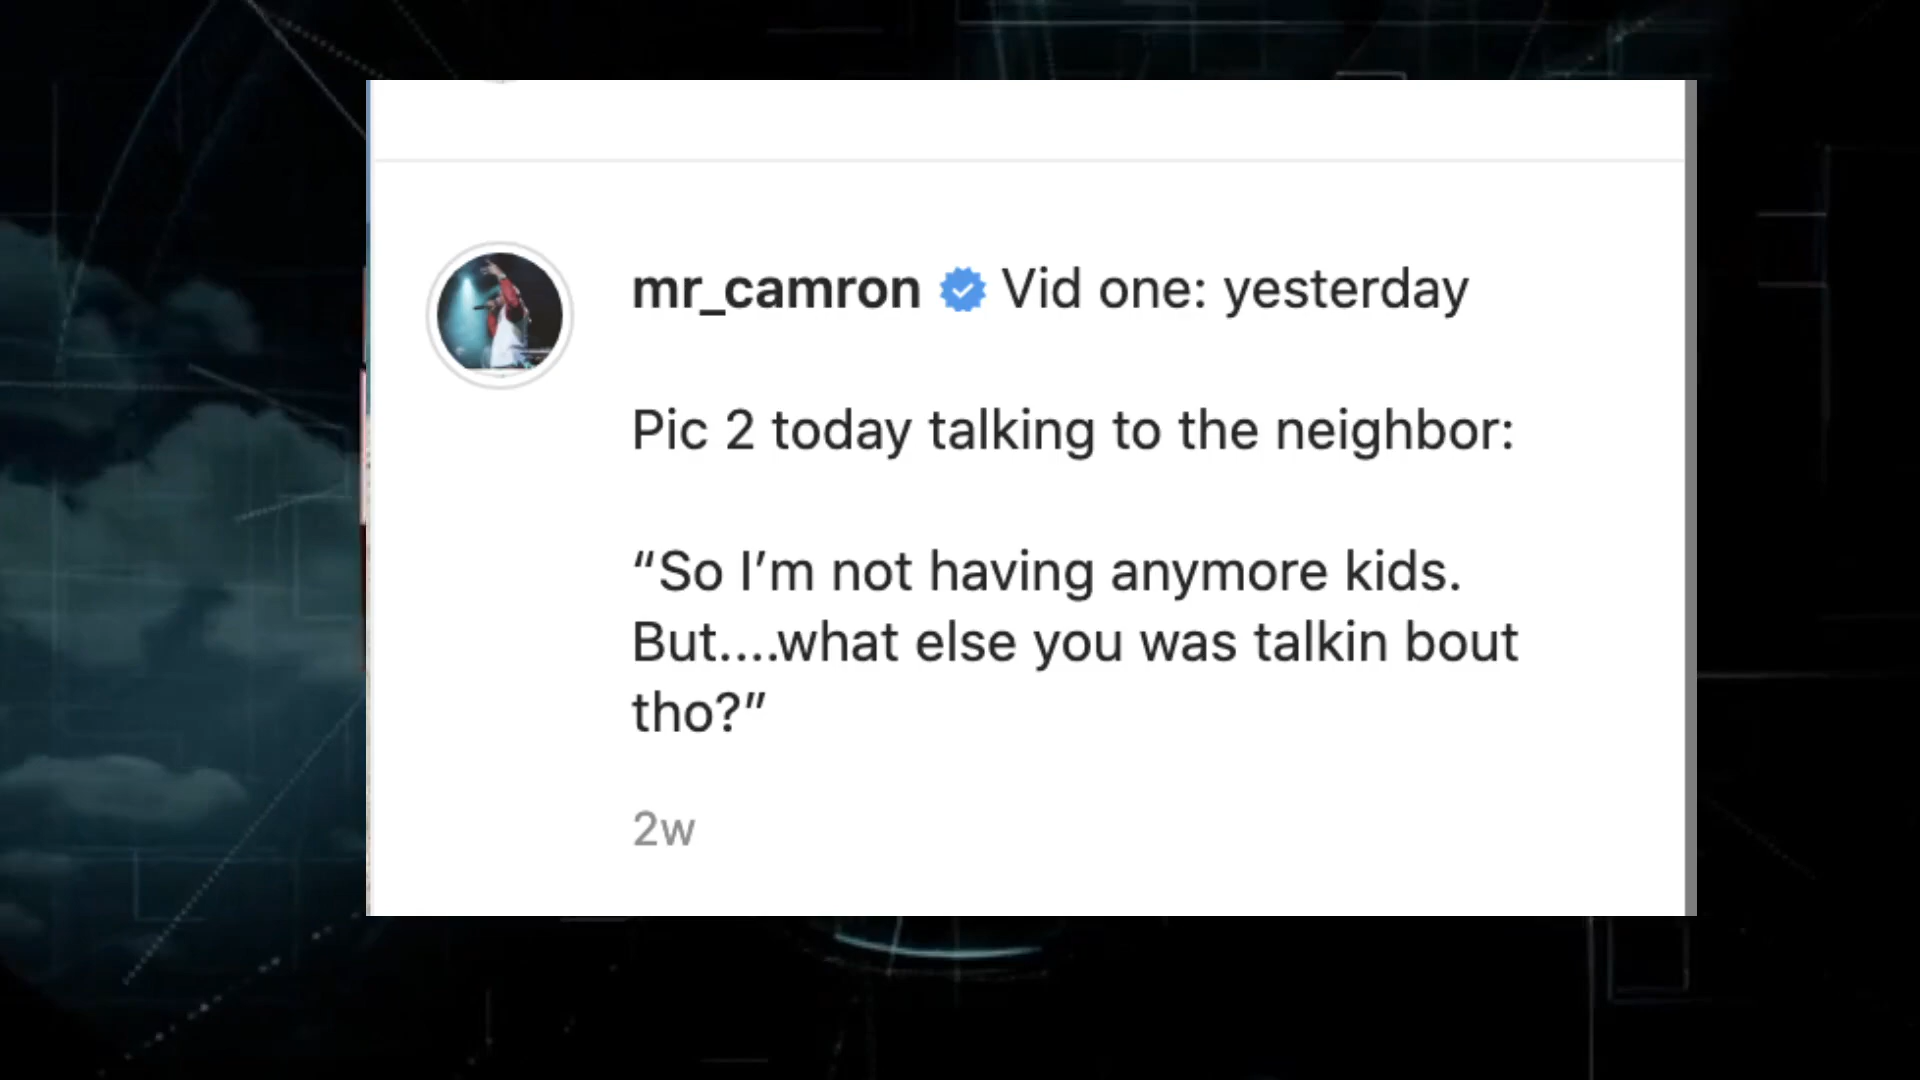 mr_camron Vid one: yesterday
Pic 2 today talking to the neighbor:
“So I’m not having anymore kids.
But....what else you was talkin bout
tho?”
2w